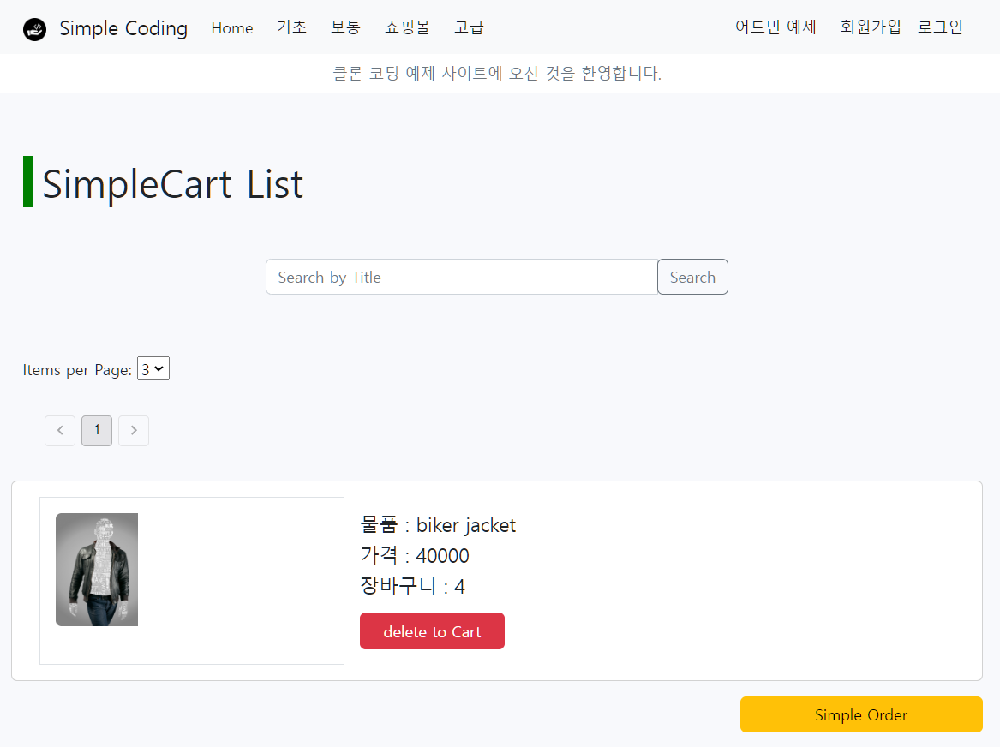 Simple Coding Home 기초 보통 쇼핑몰 고급 어드민 예제 회원가입 로그인
클론 코딩 예제 사이트에 오신 것을 환영합니다.
SimpleCart List
Search by Title Search
Items per Page: 3
1
물품 : biker jacket
가격 : 40000
장바구니 : 4
delete to Cart
Simple Order